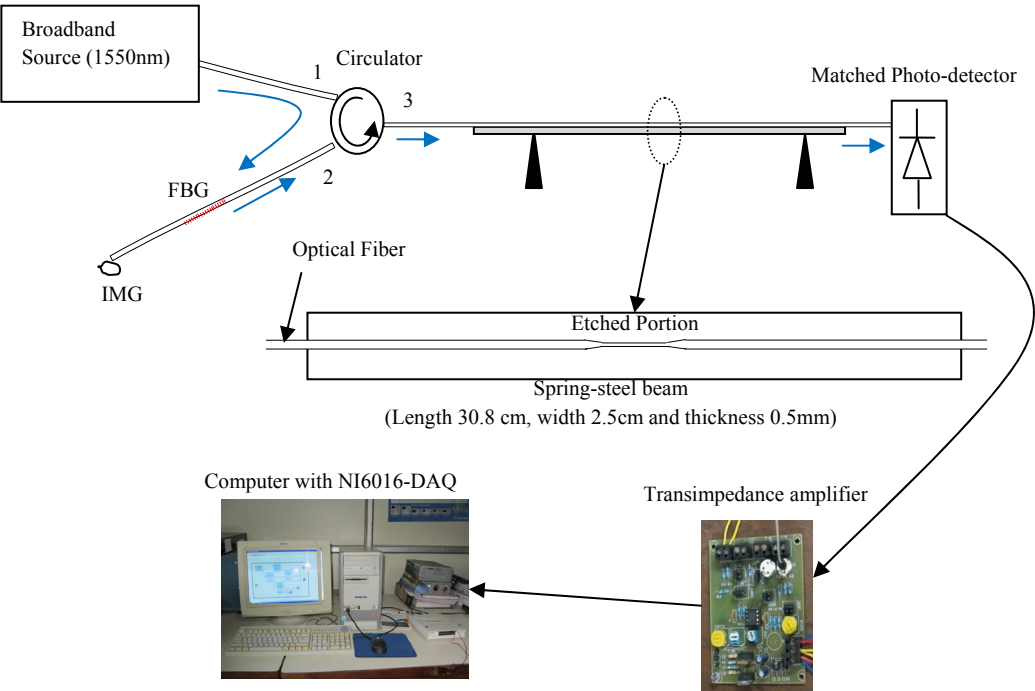 Broadband
Source (1550nm)
Circulator
1
3
2
Matched Photo-detector
FBG
IMG
Optical Fiber
Etched Portion
Spring-steel beam
(Length 30.8 cm, width 2.5cm and thickness 0.5mm)
Computer with NI6016-DAQ
Transimpedance amplifier